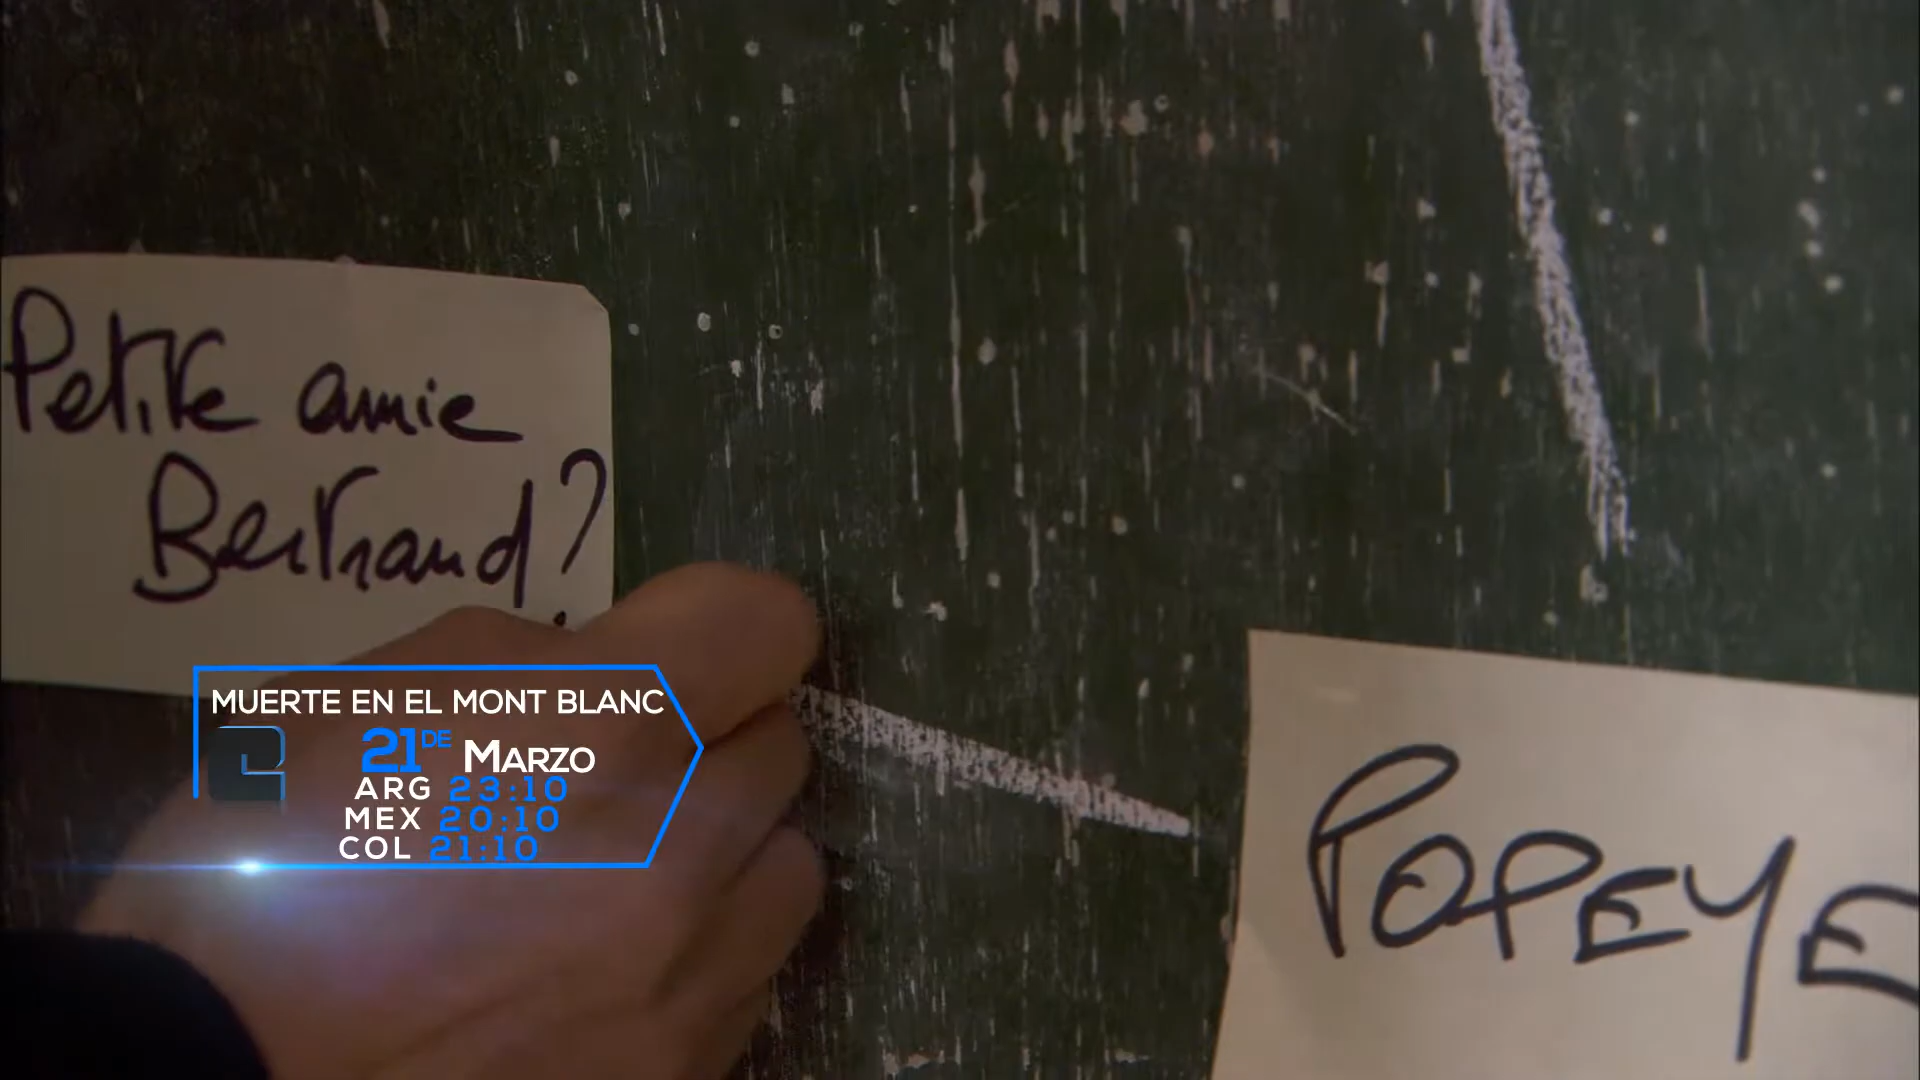 Petite amie
Bertrand?
MUERTE EN EL MONT BLANC
21 DE MARZO
ARG 23:10
MEX 20:10
COL 21:10
POPEYE